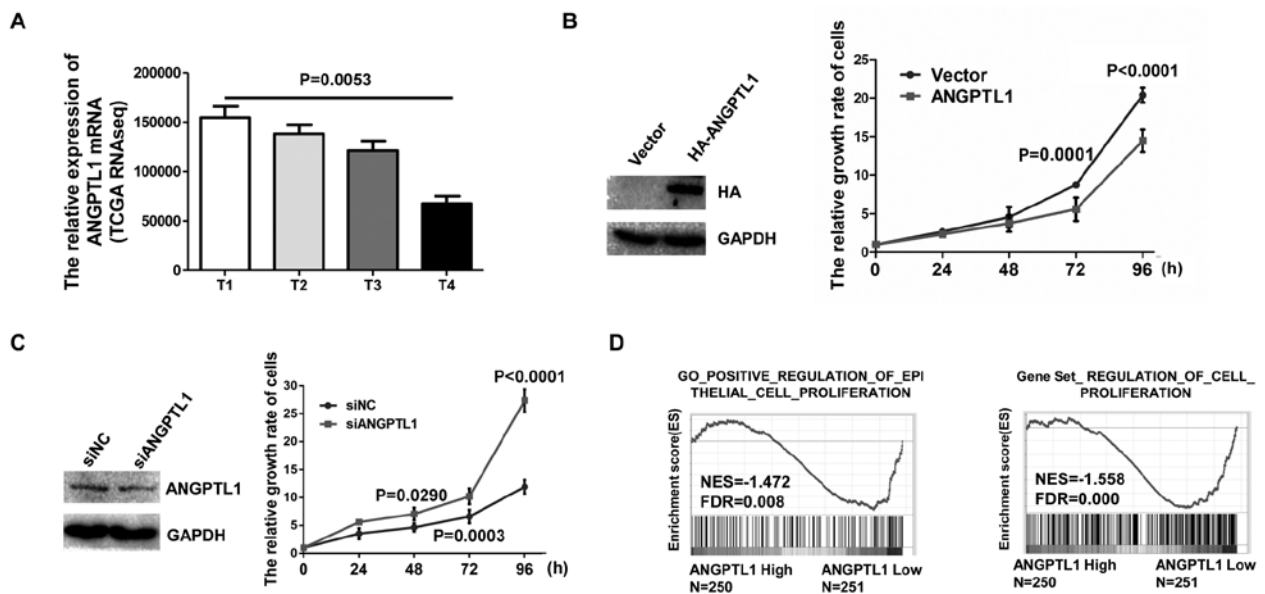 A
The relative expression of
ANGPTL1 mRNA
(TCGA RNAseq)
200000
150000
100000
50000
0
P=0.0053
T1
T2
T3
T4
B
Vector
HA-ANGPTL1
HA
GAPDH
The relative growth rate of cells
25
20
15
10
5
0
Vector
ANGPTL1
P=0.0001
P<0.0001
0
24
48
72
96
(h)
C
siNC
siANGPTL1
ANGPTL1
GAPDH
The relative growth rate of cells
30
25
20
15
10
5
0
siNC
siANGPTL1
P=0.0290
P=0.0003
P<0.0001
0
24
48
72
96
(h)
D
GO_POSITIVE_REGULATION_OF_EPI
THELIAL_CELL_PROLIFERATION
Enrichment score(ES)
NES=-1.472
FDR=0.008
ANGPTL1 High
N=250
ANGPTL1 Low
N=251
Gene Set_ REGULATION_OF_CELL_
PROLIFERATION
Enrichment score(ES)
NES=-1.558
FDR=0.000
ANGPTL1 High
N=250
ANGPTL1 Low
N=251